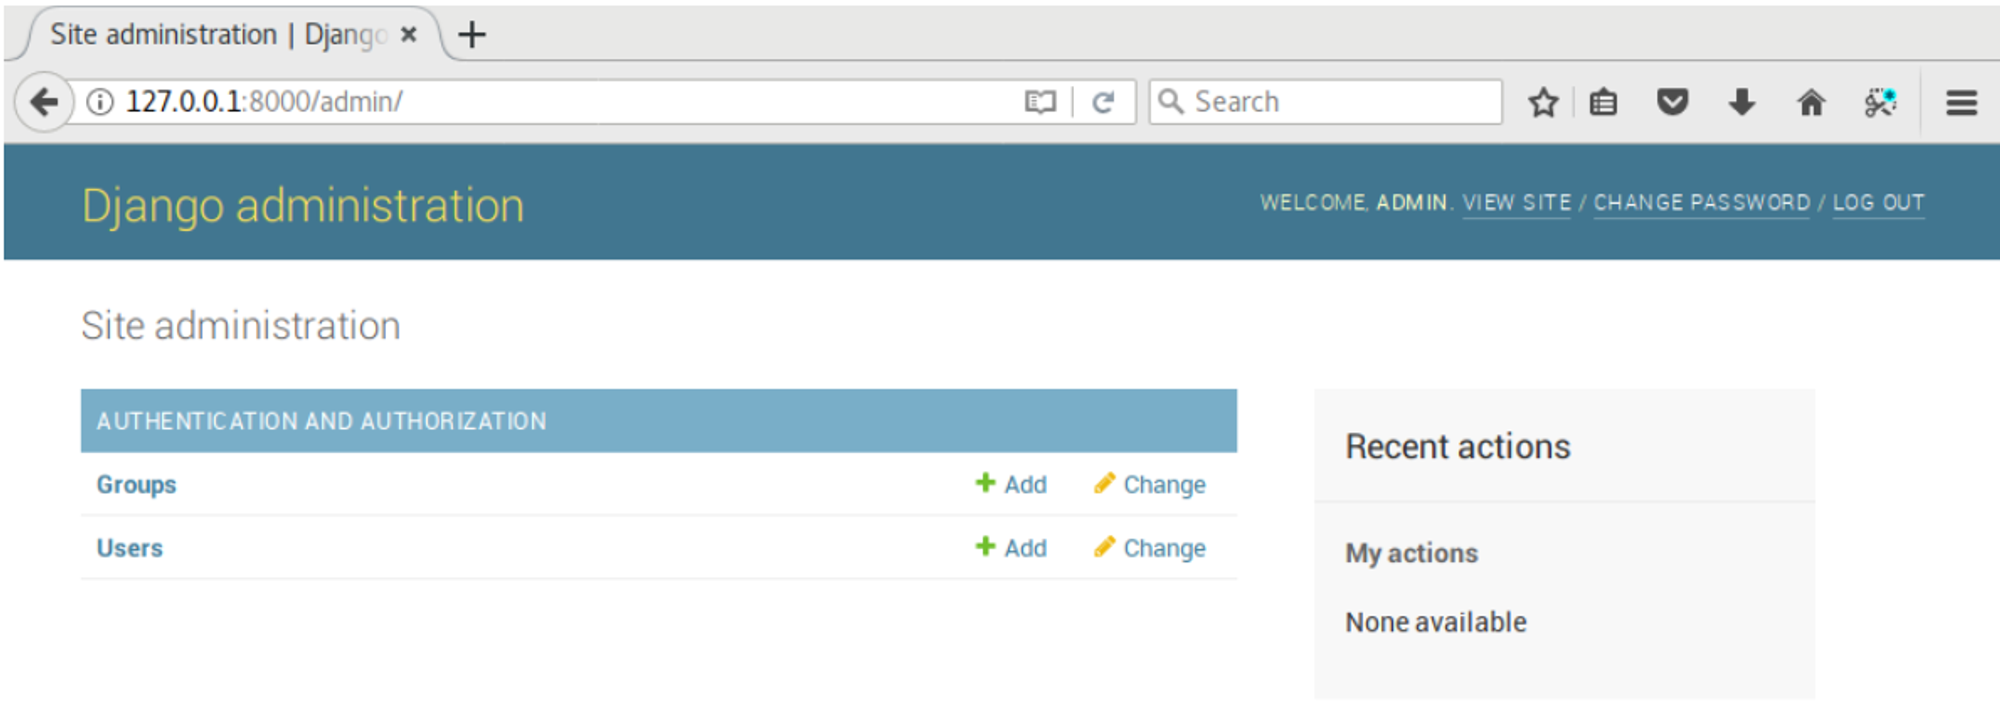 Site administration | Django
127.0.0.1:8000/admin/
Search
Django administration
WELCOME, ADMIN. VIEW SITE / CHANGE PASSWORD / LOG OUT
Site administration
AUTHENTICATION AND AUTHORIZATION
Groups Add Change
Users Add Change
Recent actions
My actions
None available